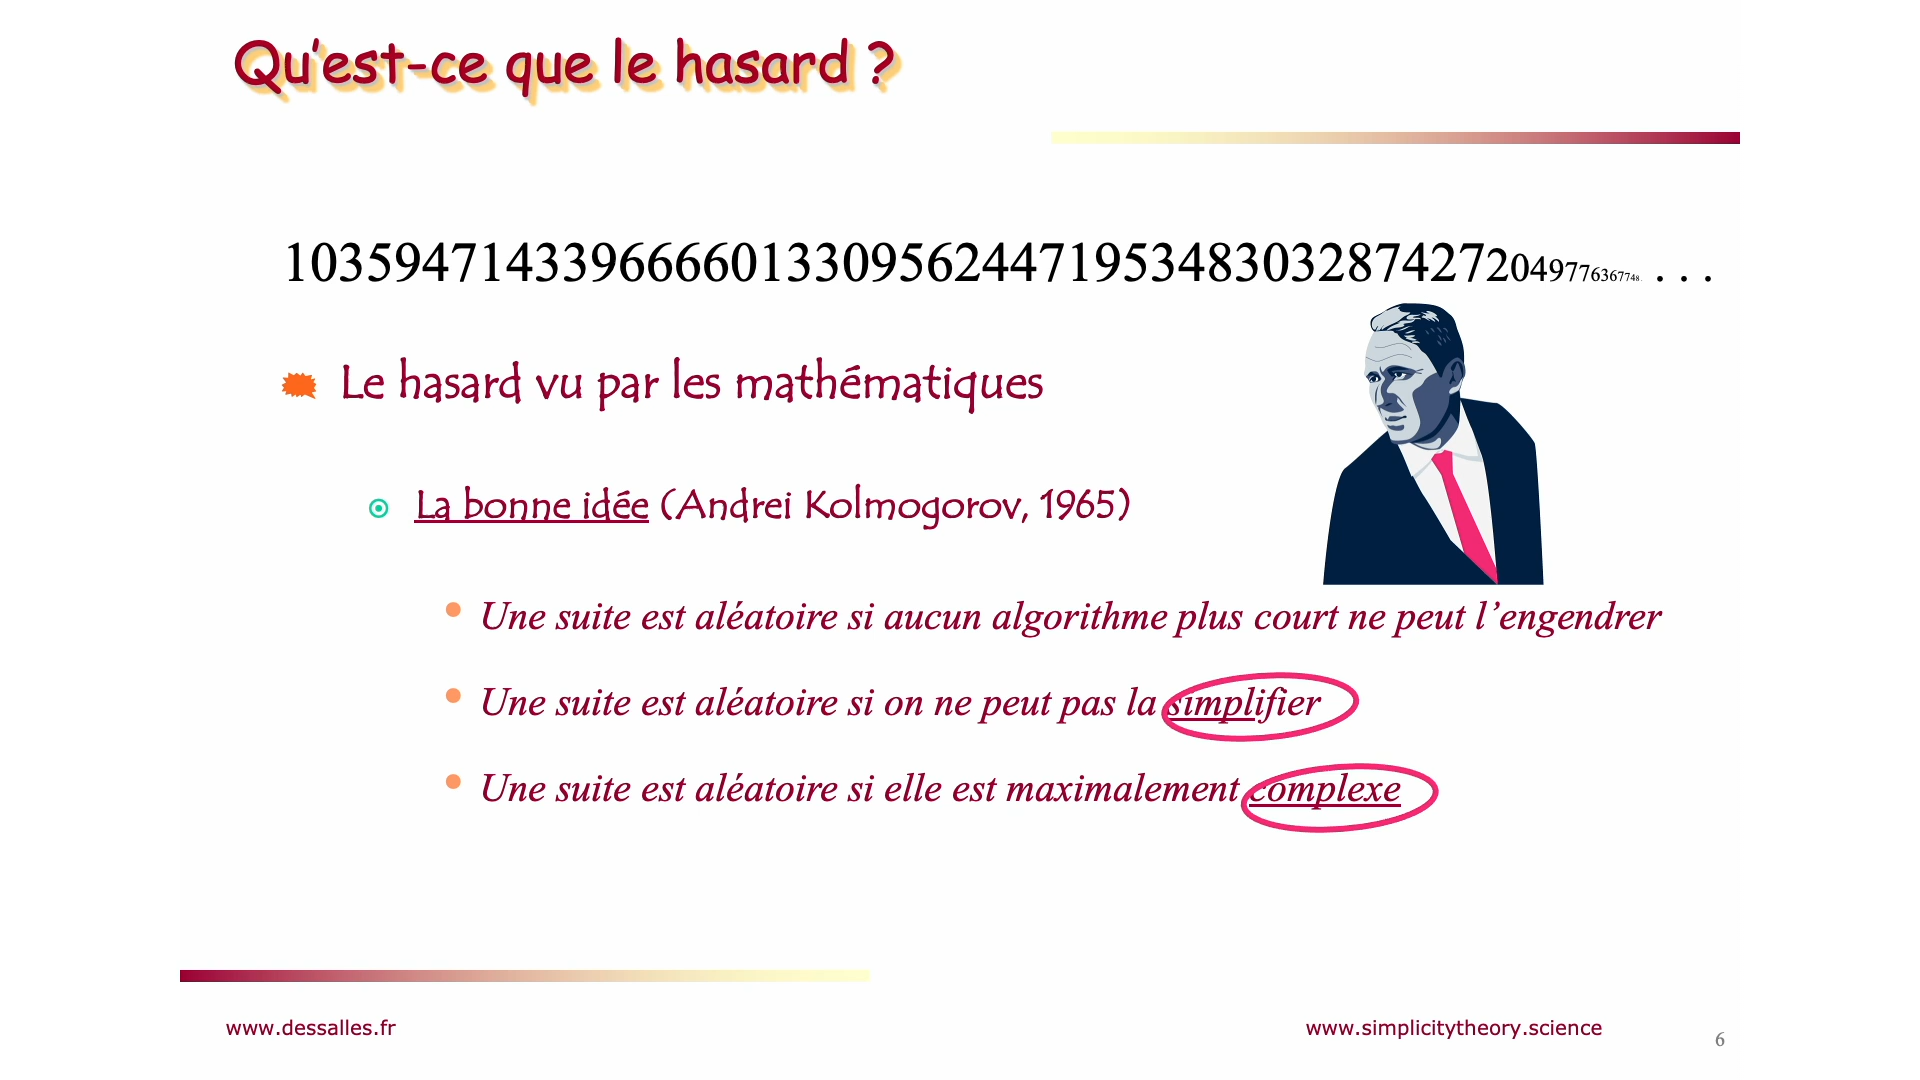 Qu'est-ce que le hasard ?
103594714339666601330956244719534830328742720497763677​48 . . .
Le hasard vu par les mathématiques
La bonne idée (Andrei Kolmogorov, 1965)
Une suite est aléatoire si aucun algorithme plus court ne peut l’engendrer
Une suite est aléatoire si on ne peut pas la simplifier
Une suite est aléatoire si elle est maximalement complexe
www.dessalles.fr
www.simplicitytheory.science
6